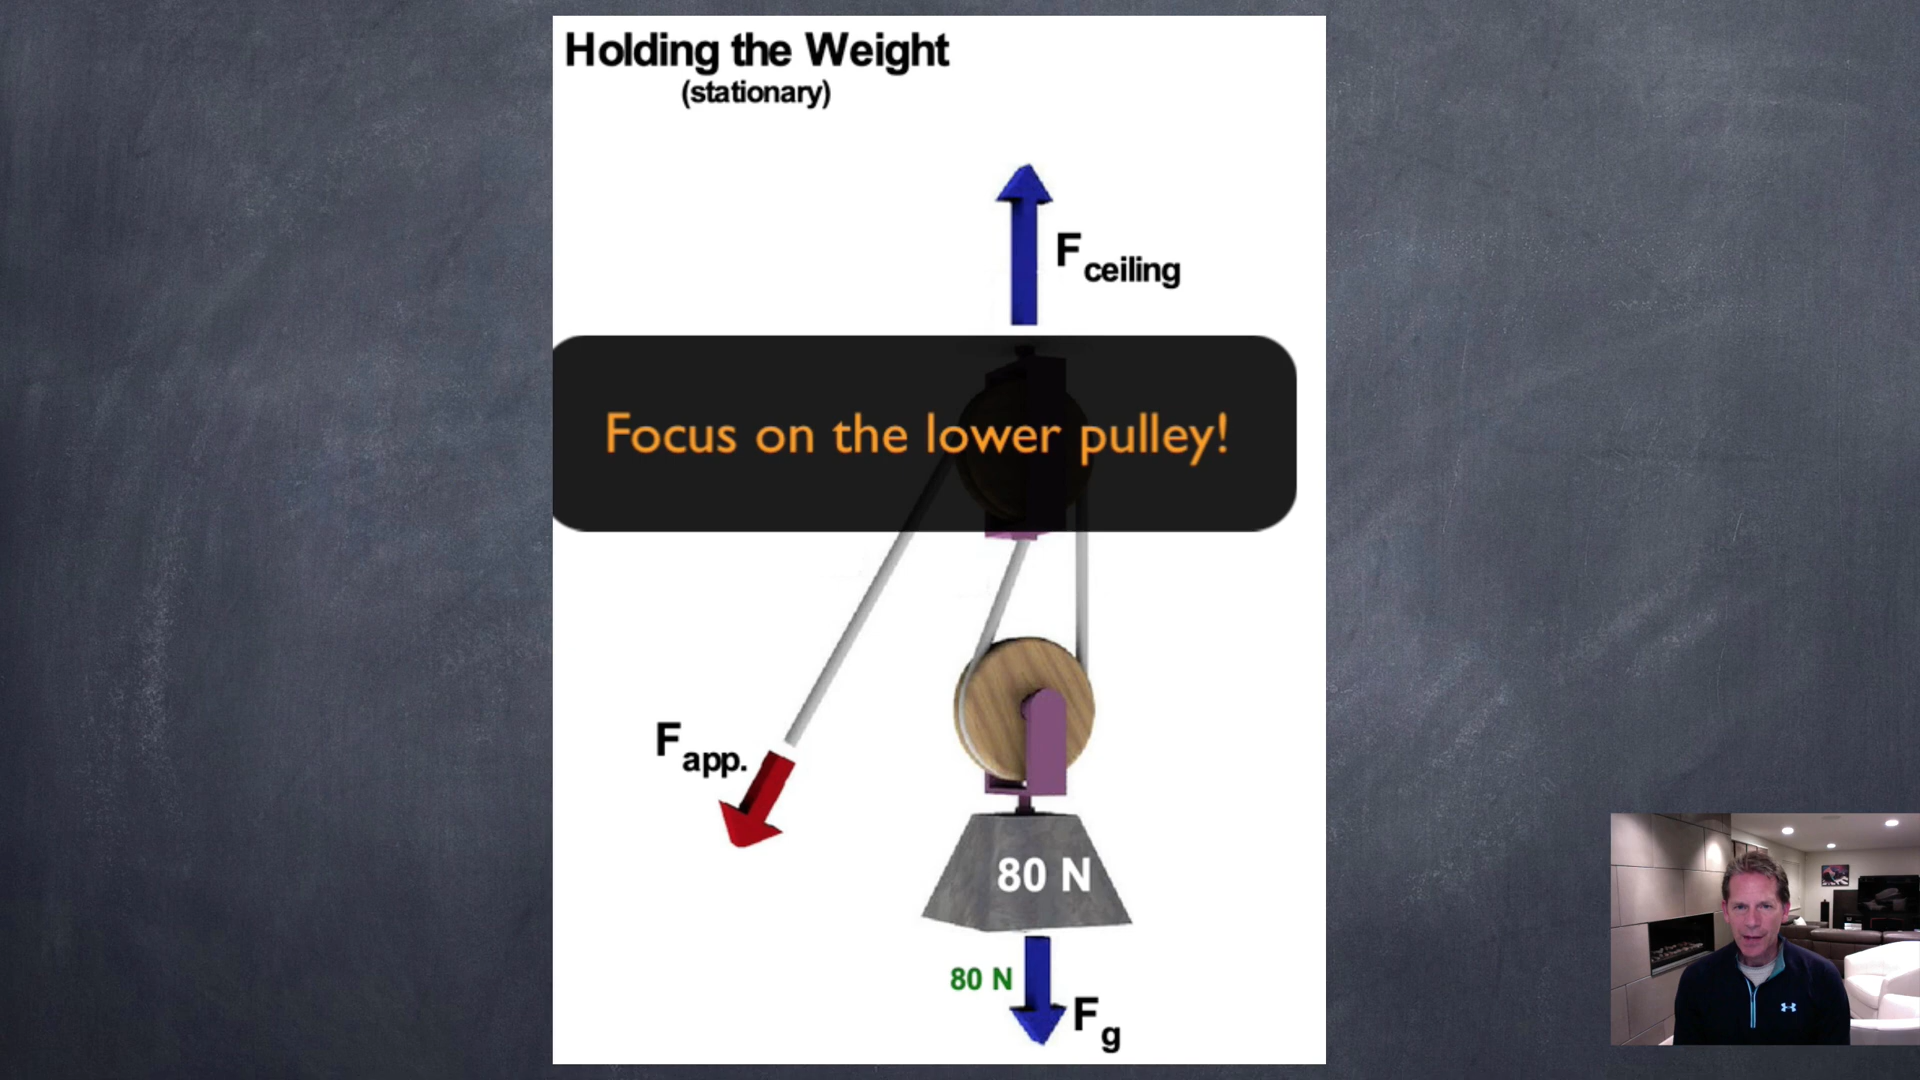 Holding the Weight
(stationary)
F ceiling
Focus on the lower pulley!
F app.
80 N
80 N
F g